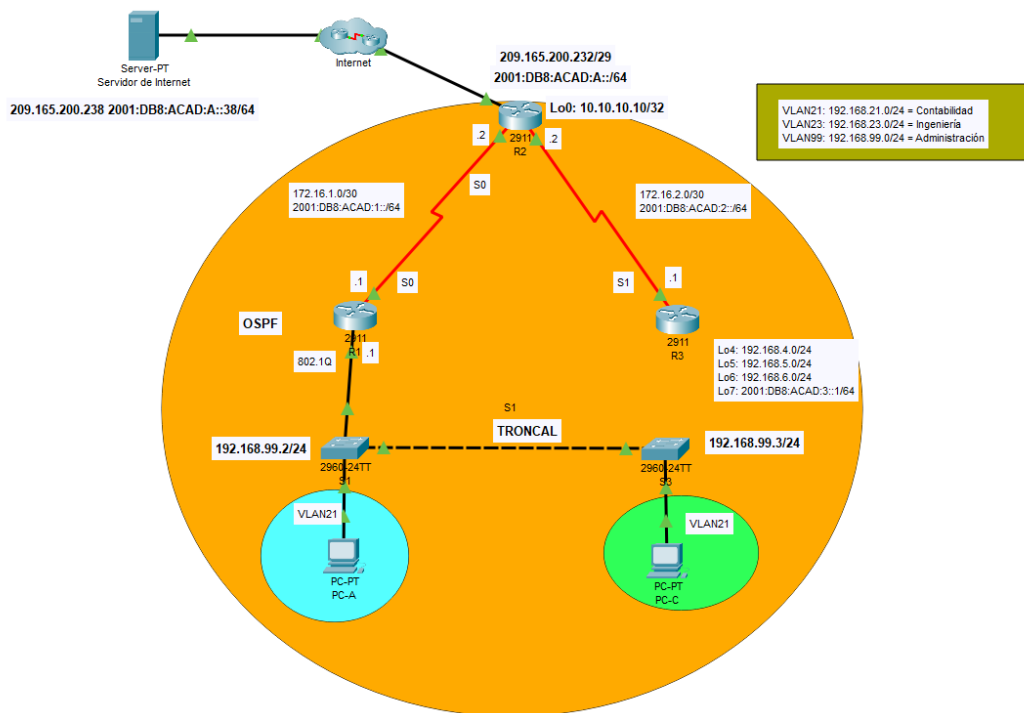 Server-PT
Servidor de Internet
Internet
209.165.200.238 2001:DB8:ACAD:A::38/64
209.165.200.232/29
2001:DB8:ACAD:A::/64
Lo0: 10.10.10.10/32
VLAN21: 192.168.21.0/24 = Contabilidad
VLAN23: 192.168.23.0/24 = Ingeniería
VLAN99: 192.168.99.0/24 = Administración
.2
2911
R2
.2
S0
172.16.1.0/30
2001:DB8:ACAD:1::/64
172.16.2.0/30
2001:DB8:ACAD:2::/64
.1
S0
S1
.1
OSPF
2911
R1
.1
802.1Q
2911
R3
Lo4: 192.168.4.0/24
Lo5: 192.168.5.0/24
Lo6: 192.168.6.0/24
Lo7: 2001:DB8:ACAD:3::1/64
S1
TRONCAL
192.168.99.2/24
2960-24TT
S1
192.168.99.3/24
2960-24TT
S3
VLAN21
PC-PT
PC-A
VLAN21
PC-PT
PC-C